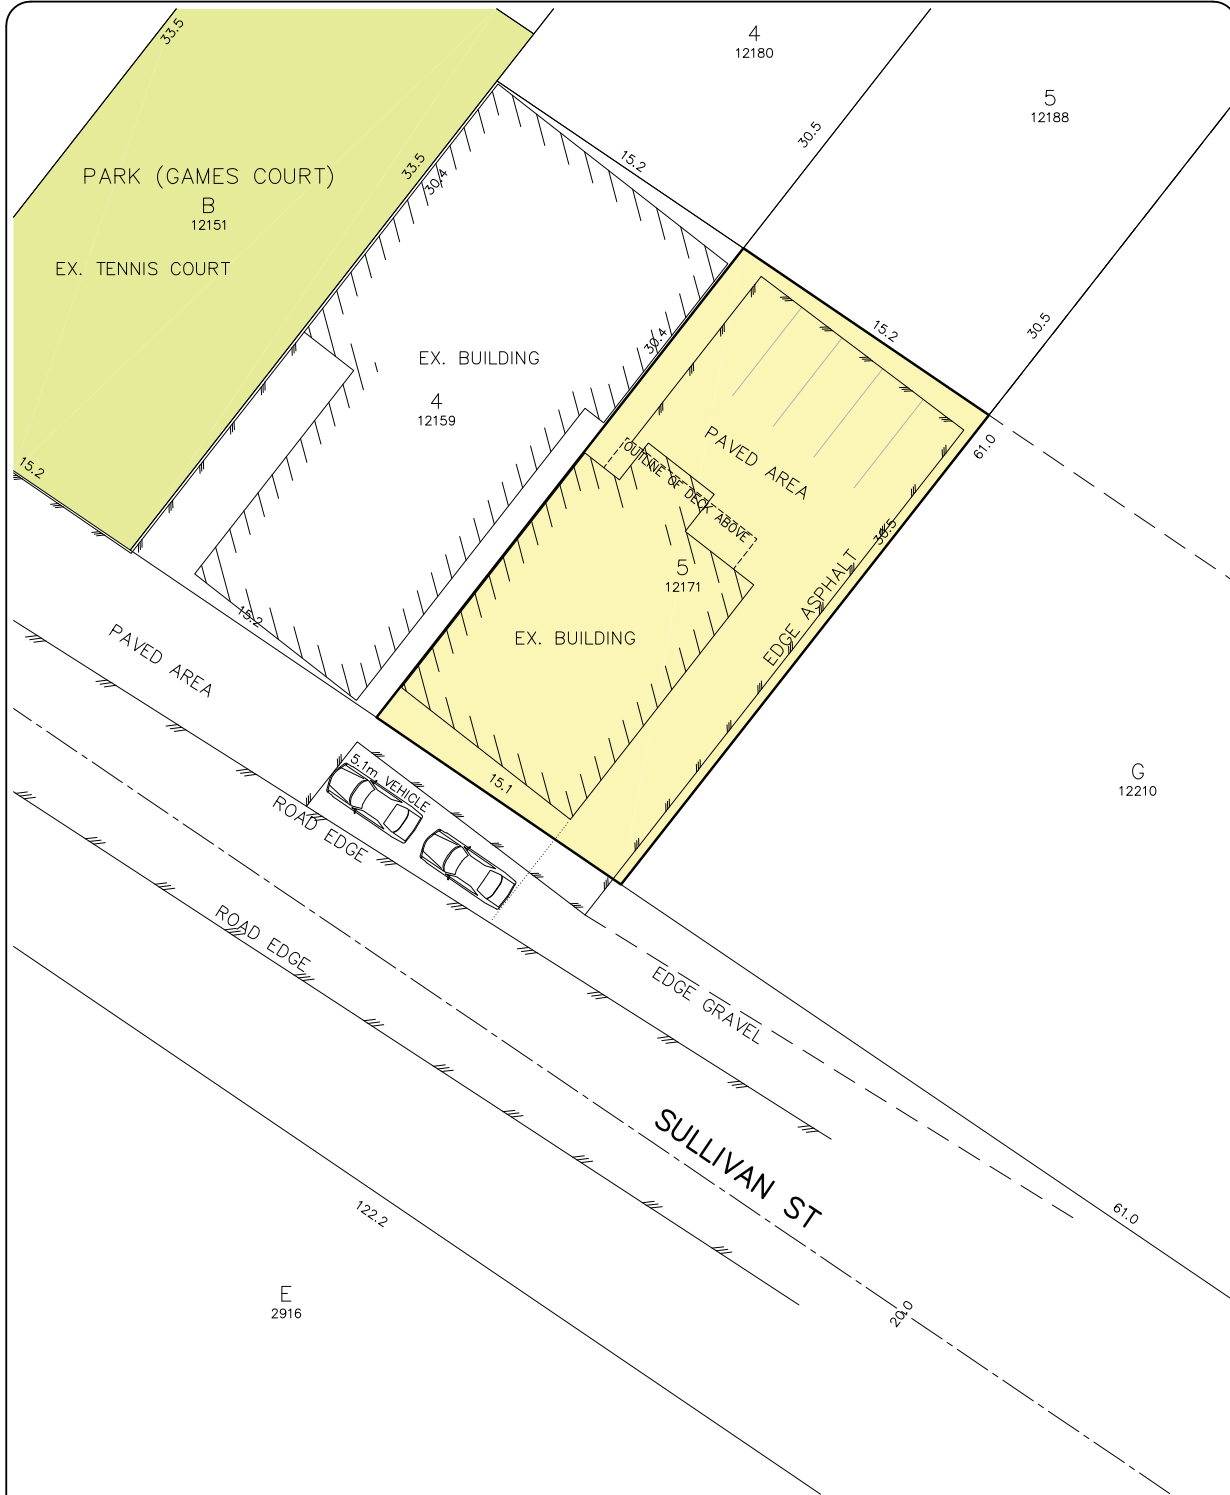 33.5
4
12180
5
12188
30.5
15.2
33.5
30.4
PARK (GAMES COURT)
B
12151
EX. TENNIS COURT
15.2
30.5
30.4
EX. BUILDING
4
12159
PAVED AREA
61.0
15.2
OUTLINE OF DECK ABOVE
30.5
5
12171
EDGE ASPHALT
15.2
EX. BUILDING
PAVED AREA
5.1m VEHICLE
15.1
G
12210
ROAD EDGE
ROAD EDGE
EDGE GRAVEL
SULLIVAN ST
122.2
61.0
E
2916
20.0